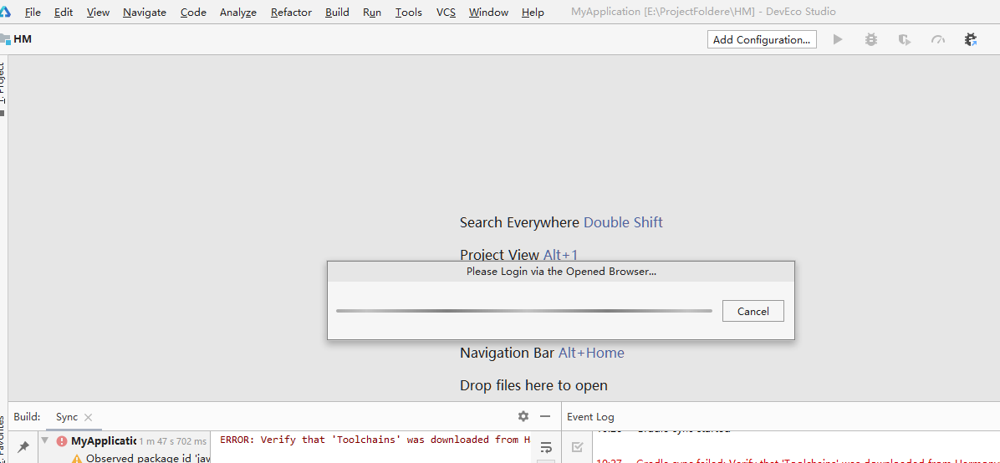 File Edit View Navigate Code Analyze Refactor Build Run Tools VCS Window Help MyApplication [E:\ProjectFoldere\HM] - DevEco Studio
HM Add Configuration...
1: Project
Search Everywhere Double Shift
Project View Alt+1
Please Login via the Opened Browser...
Cancel
Navigation Bar Alt+Home
Drop files here to open
Build: Sync Event Log
MyApplicatic 1 m 47 s 702 ms ERROR: Verify that 'Toolchains' was downloaded from H
Observed package id 'jav
Gradle sync started
10:27 Gradle sync failed: Verify that 'Toolchains' was downloaded from Harmony
Favorites